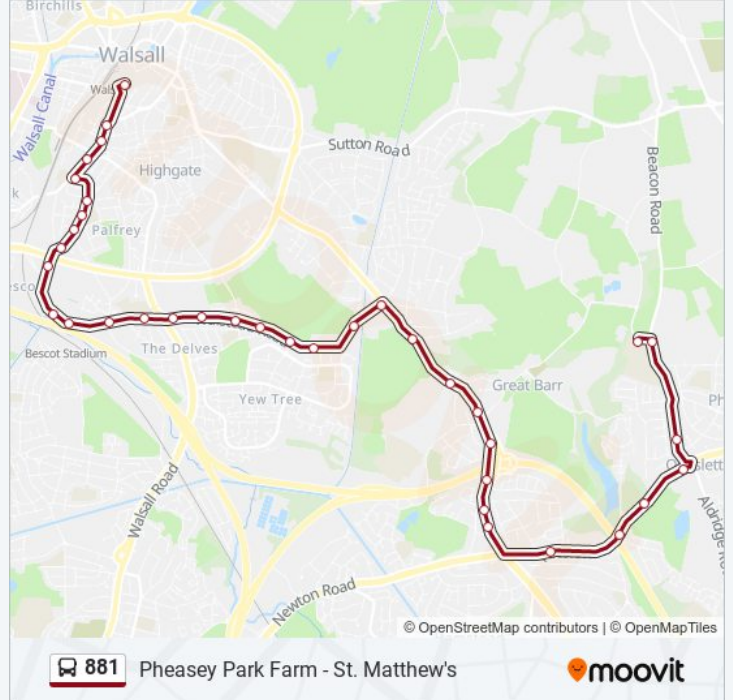 Birchills
Walsall
Walsall Canal
Sutton Road
Highgate
Beacon Road
Palfrey
Bescot Stadium
The Delves
Great Barr
Yew Tree
Walsall Road
Newton Road
© OpenStreetMap contributors | © OpenMapTiles
881 Pheasey Park Farm - St. Matthew's
moovit